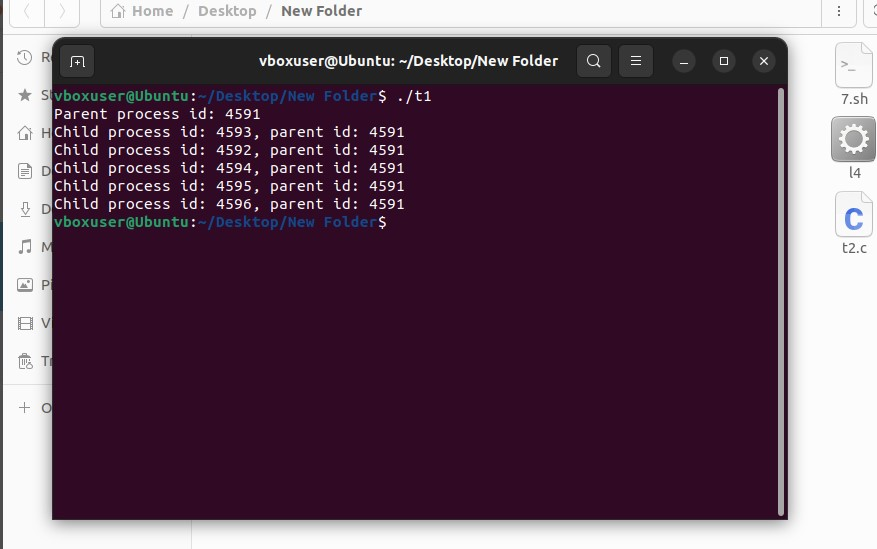 Home / Desktop / New Folder
vboxuser@Ubuntu: ~/Desktop/New Folder
vboxuser@Ubuntu:~/Desktop/New Folder$ ./t1
Parent process id: 4591
Child process id: 4593, parent id: 4591
Child process id: 4592, parent id: 4591
Child process id: 4594, parent id: 4591
Child process id: 4595, parent id: 4591
Child process id: 4596, parent id: 4591
vboxuser@Ubuntu:~/Desktop/New Folder$
7.sh
l4
C
t2.c